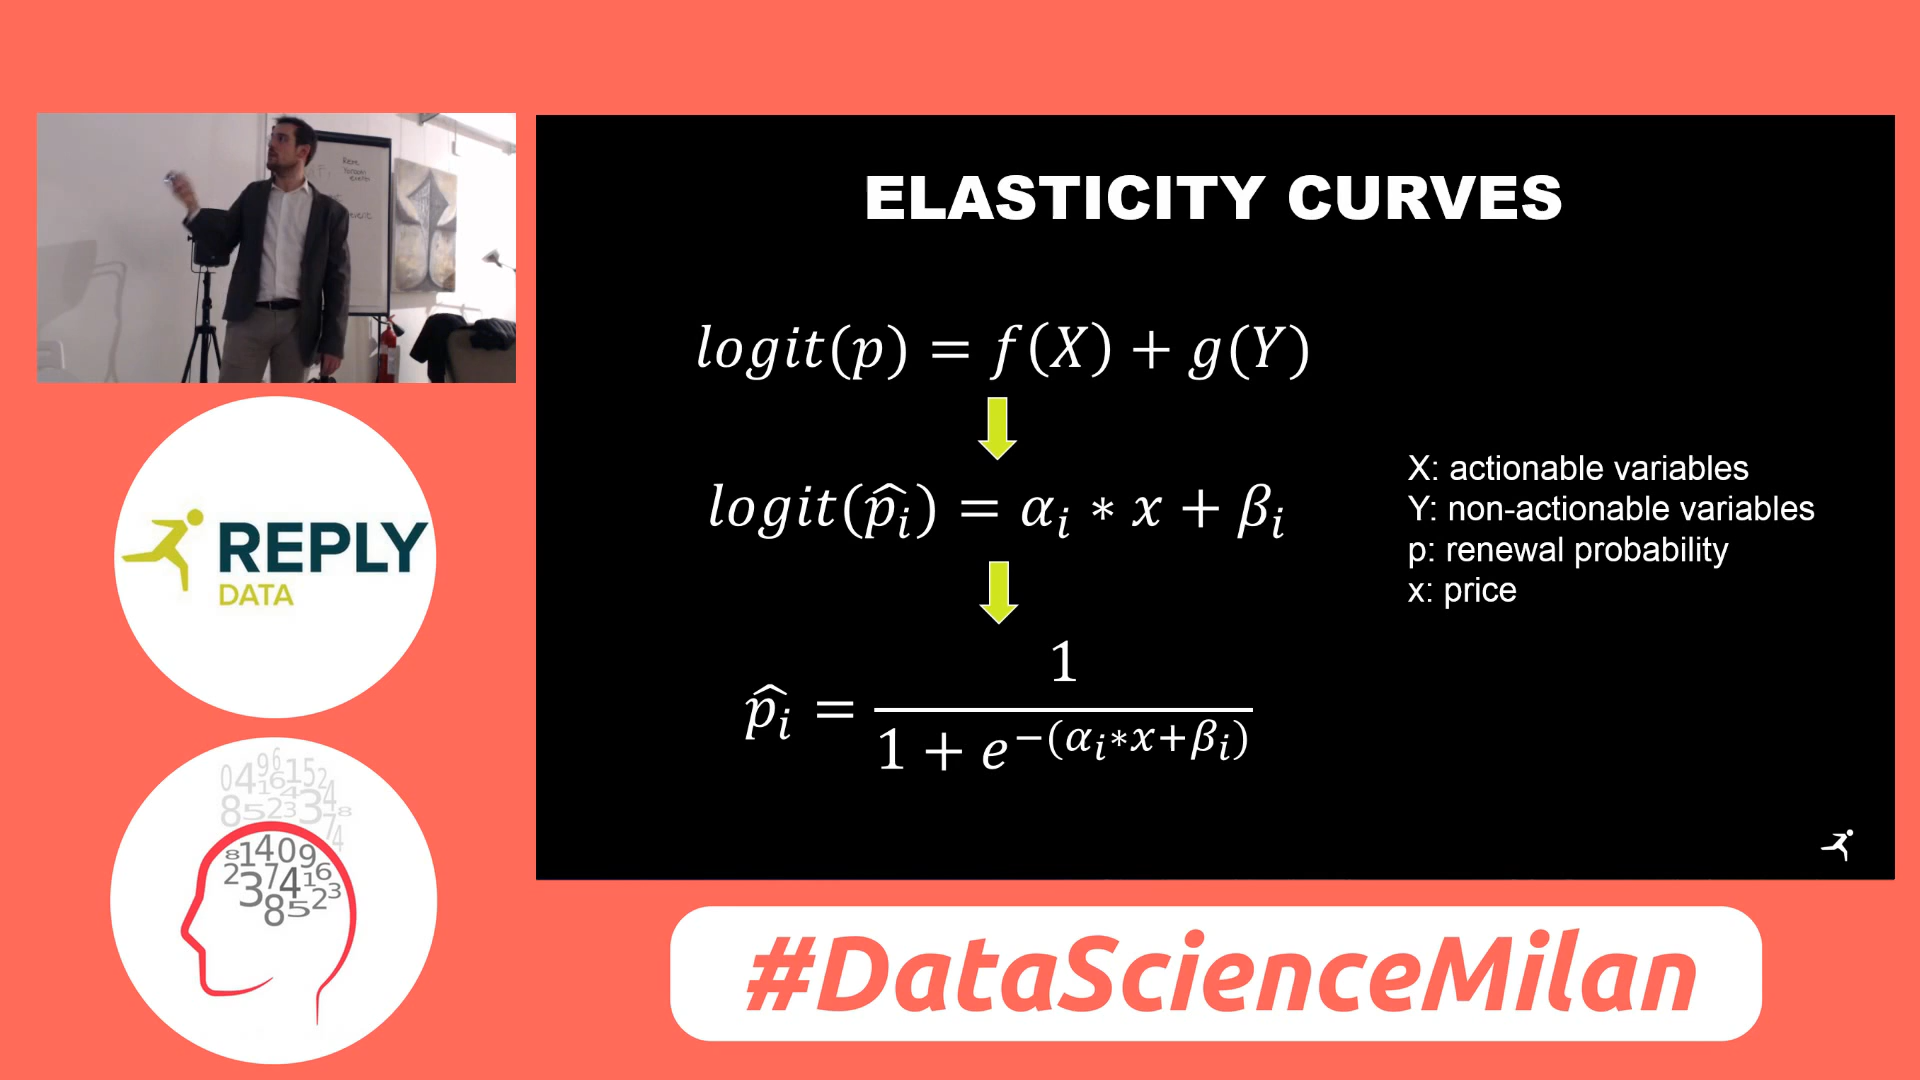 ELASTICITY CURVES
logit(p) = f(X) + g(Y)
logit(p̂ᵢ) = αᵢ * x + βᵢ
p̂ᵢ = 1 / (1 + e^−(αᵢ*x+βᵢ))
X: actionable variables
Y: non-actionable variables
p: renewal probability
x: price
REPLY
DATA
#DataScienceMilan